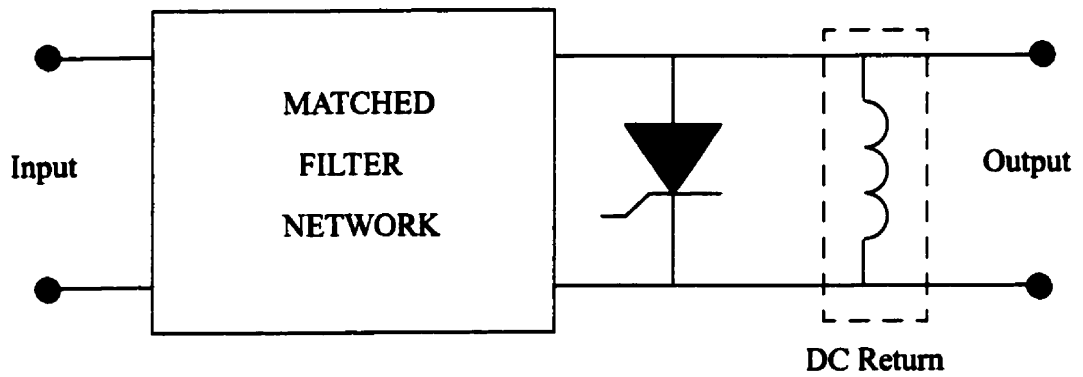 MATCHED
FILTER
NETWORK
Input
Output
DC Return